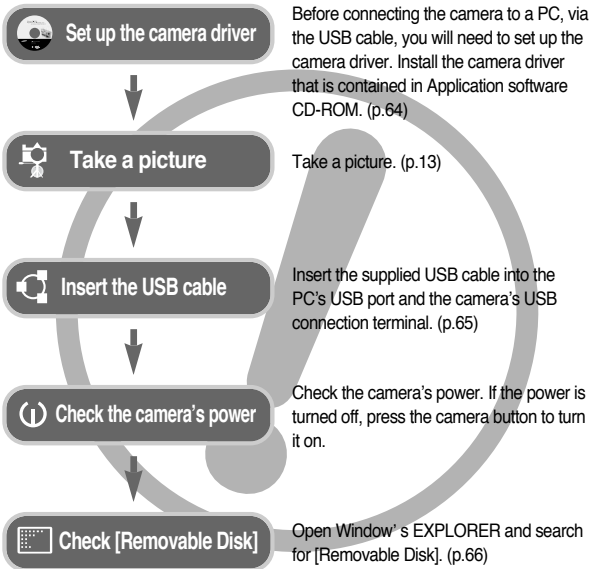 Set up the camera driver
Before connecting the camera to a PC, via
the USB cable, you will need to set up the
camera driver. Install the camera driver
that is contained in Application software
CD-ROM. (p.64)
Take a picture
Take a picture. (p.13)
Insert the USB cable
Insert the supplied USB cable into the
PC's USB port and the camera's USB
connection terminal. (p.65)
Check the camera's power
Check the camera's power. If the power is
turned off, press the camera button to turn
it on.
Check [Removable Disk]
Open Window' s EXPLORER and search
for [Removable Disk]. (p.66)